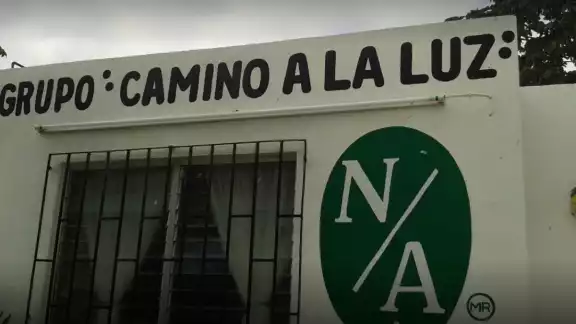 GRUPO: CAMINO A LA LUZ:
N/A
MR